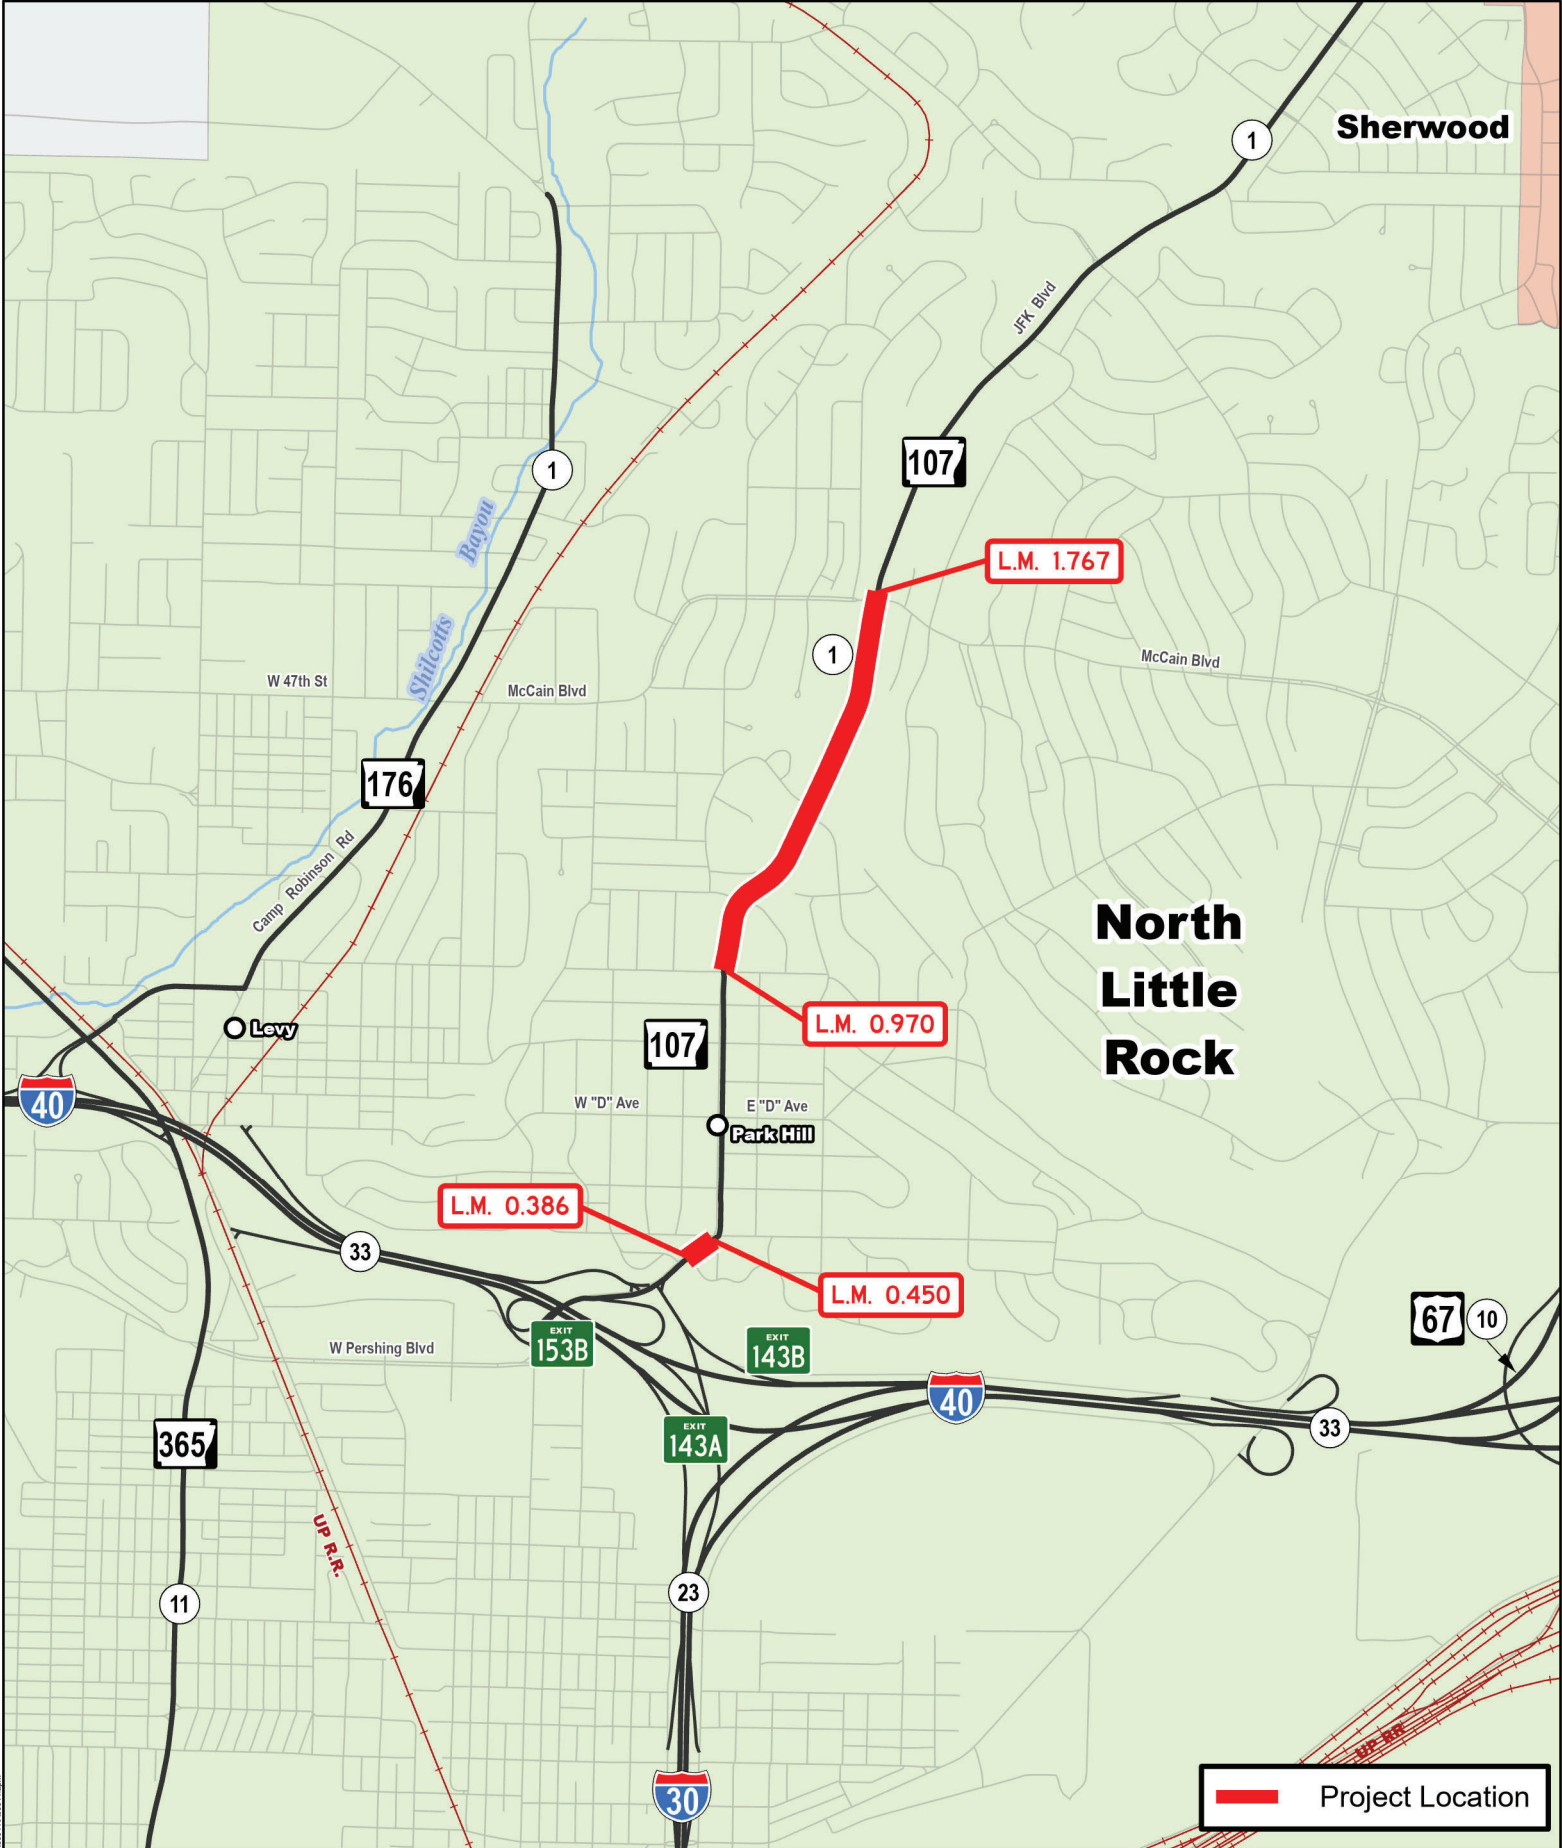 Sherwood
1
JFK Blvd
107
1
Bayou
L.M. 1.767
1
Shilcotts
McCain Blvd
W 47th St
McCain Blvd
176
Camp Robinson Rd
North
Little
Rock
L.M. 0.970
Levy
107
40
W "D" Ave
E "D" Ave
Park Hill
L.M. 0.386
33
L.M. 0.450
67
10
W Pershing Blvd
EXIT
153B
EXIT
143B
40
33
EXIT
143A
365
UP R.R.
23
11
UP RR
30
Project Location